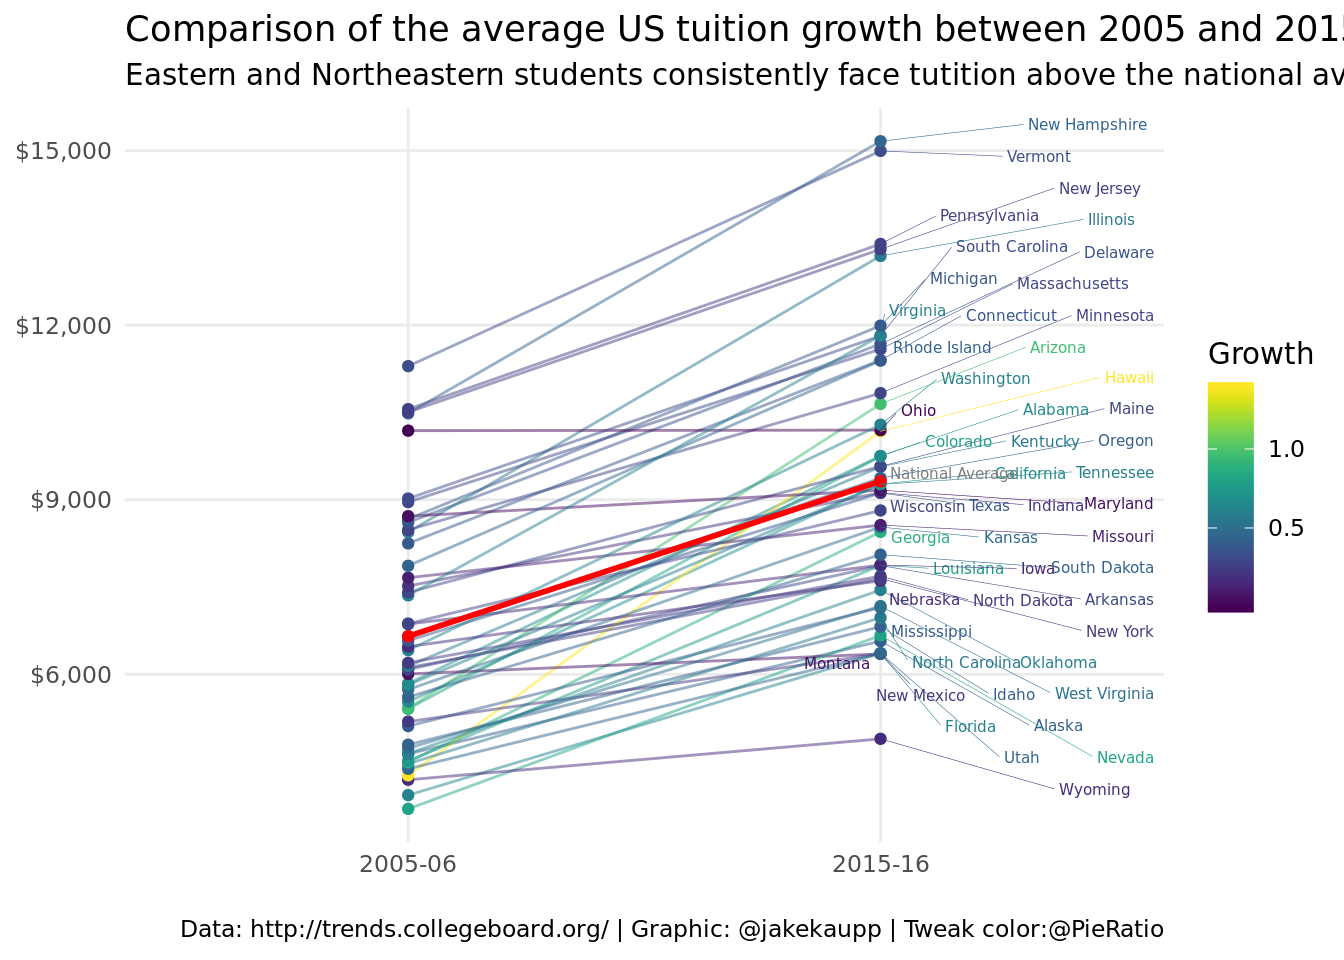 Comparison of the average US tuition growth between 2005 and 2015
Eastern and Northeastern students consistently face tutition above the national av
$15,000
$12,000
$9,000
$6,000
New Hampshire
Vermont
New Jersey
Pennsylvania
Illinois
South Carolina
Delaware
Michigan
Massachusetts
Virginia
Connecticut
Minnesota
Rhode Island
Arizona
Washington
Hawaii
Ohio
Alabama
Maine
Colorado
Kentucky
Oregon
National Average
California
Tennessee
Wisconsin
Texas
Indiana
Maryland
Georgia
Kansas
Missouri
Louisiana
Iowa
South Dakota
Nebraska
North Dakota
Arkansas
Mississippi
New York
Montana
North Carolina
Oklahoma
New Mexico
Idaho
West Virginia
Florida
Alaska
Utah
Nevada
Wyoming
Growth
1.0
0.5
2005-06
2015-16
Data: http://trends.collegeboard.org/ | Graphic: @jakekaupp | Tweak color:@PieRatio